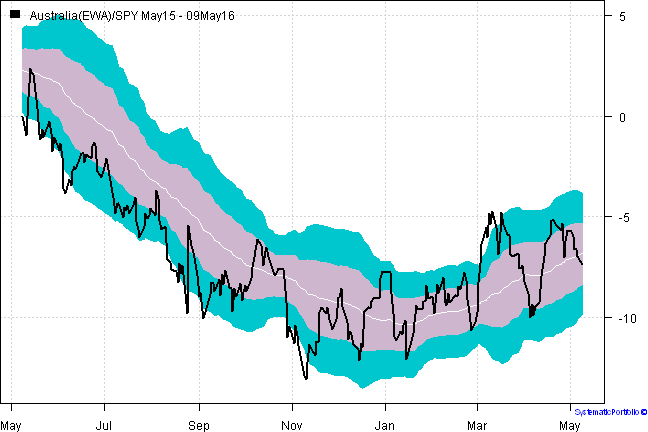 Australia(EWA)/SPY May15 - 09May16
5
0
-5
-10
May Jul Sep Nov Jan Mar May
SystematicPortfolio ©